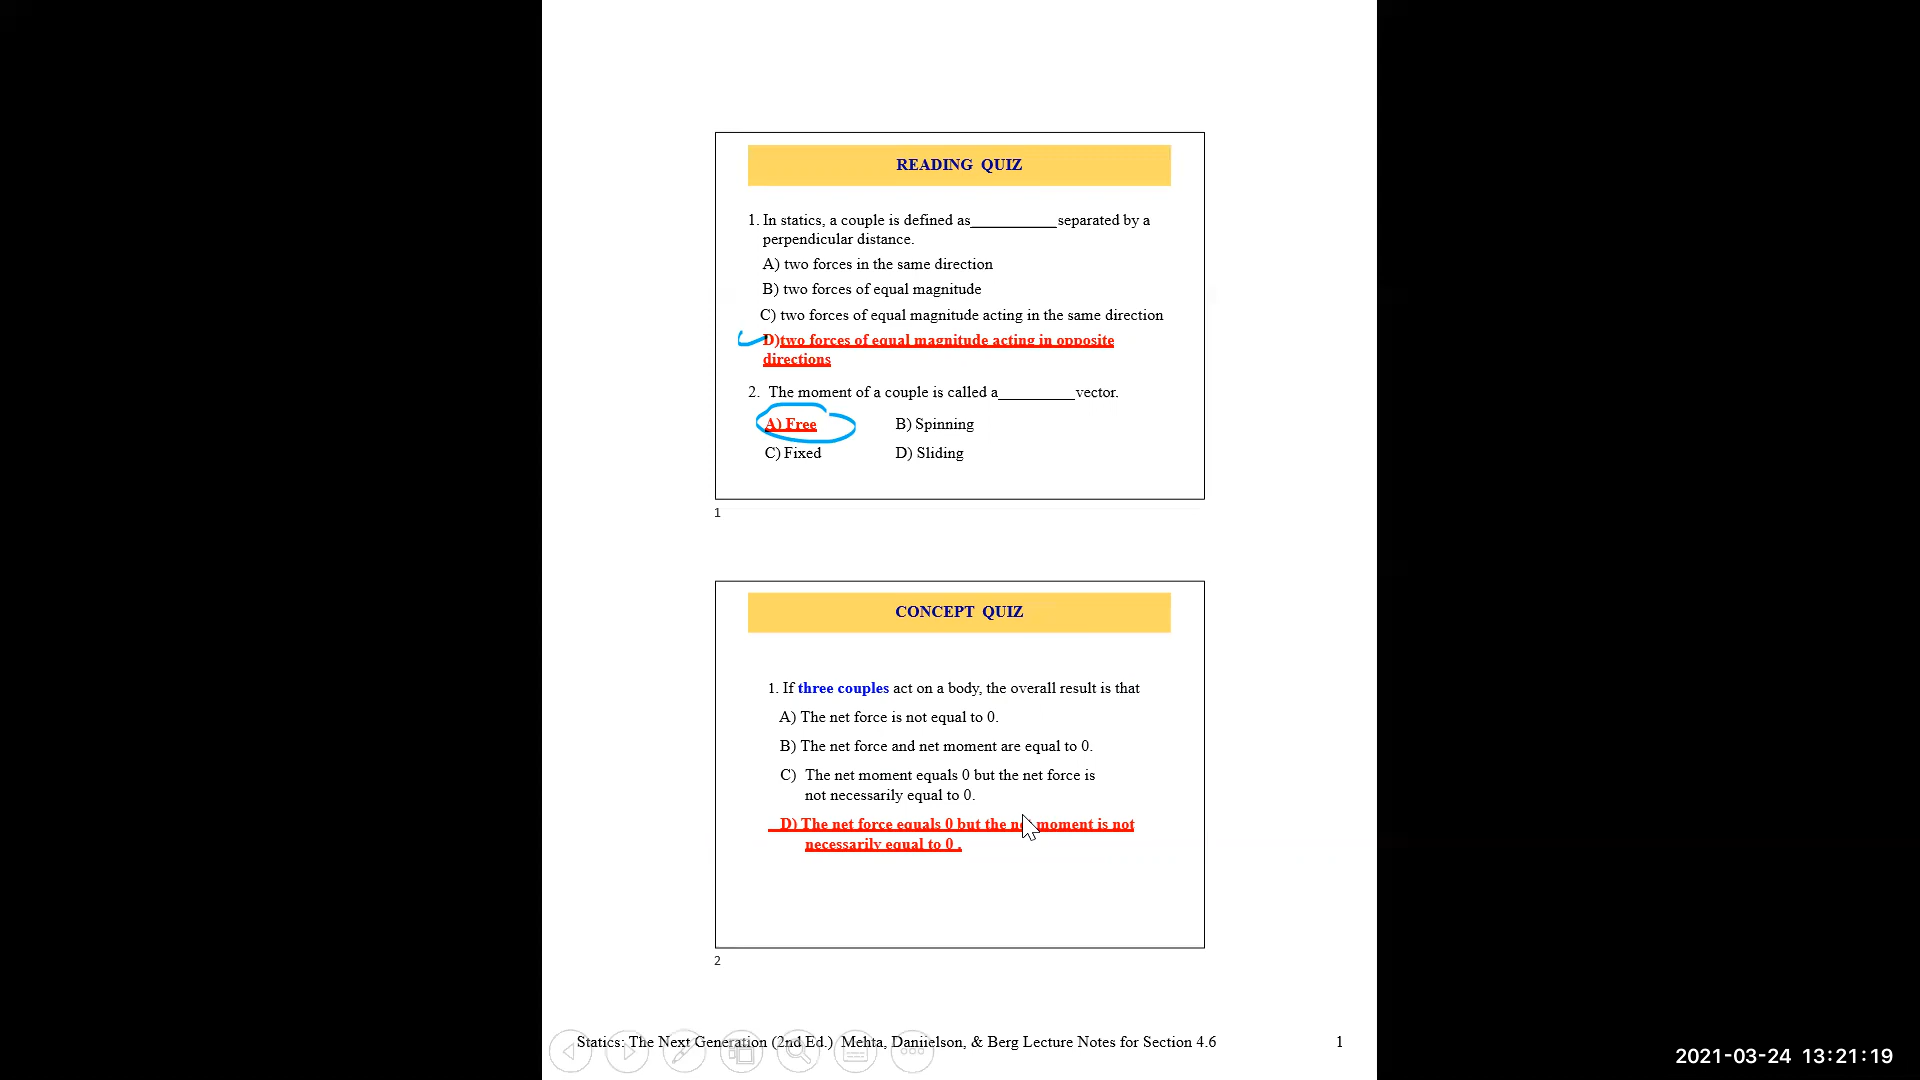 READING QUIZ
1. In statics, a couple is defined as___________separated by a
perpendicular distance.
A) two forces in the same direction
B) two forces of equal magnitude
C) two forces of equal magnitude acting in the same direction
D)two forces of equal magnitude acting in opposite
directions
2. The moment of a couple is called a__________vector.
A) Free B) Spinning
C) Fixed D) Sliding
1
CONCEPT QUIZ
1. If three couples act on a body, the overall result is that
A) The net force is not equal to 0.
B) The net force and net moment are equal to 0.
C) The net moment equals 0 but the net force is
not necessarily equal to 0.
D) The net force equals 0 but the net moment is not
necessarily equal to 0 .
2
Statics: The Next Generation (2nd Ed.) Mehta, Daniielson, & Berg Lecture Notes for Section 4.6 1
2021-03-24 13:21:19